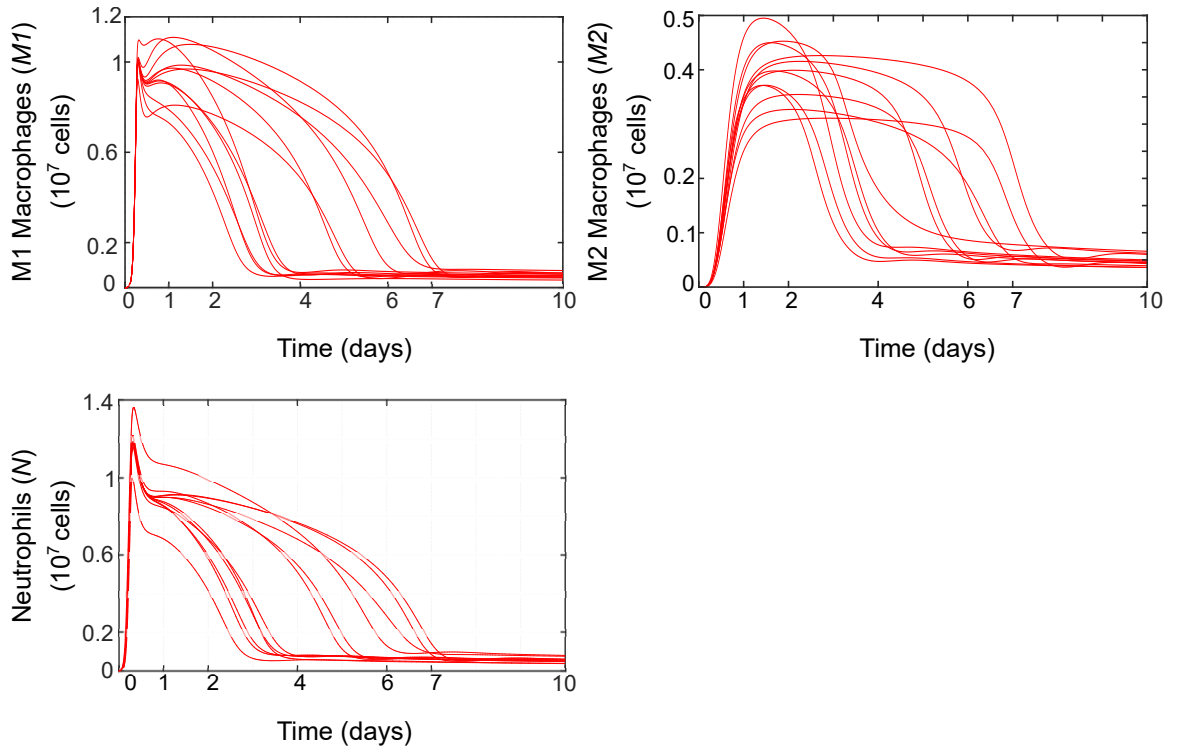 M1 Macrophages (M1)
(10^7 cells)
1.2
1
0.6
0.2
0
0 1 2 4 6 7 10
Time (days)
M2 Macrophages (M2)
(10^7 cells)
0.5
0.4
0.2
0.1
0
0 1 2 4 6 7 10
Time (days)
Neutrophils (N)
(10^7 cells)
1.4
1
0.6
0.2
0
0 1 2 4 6 7 10
Time (days)